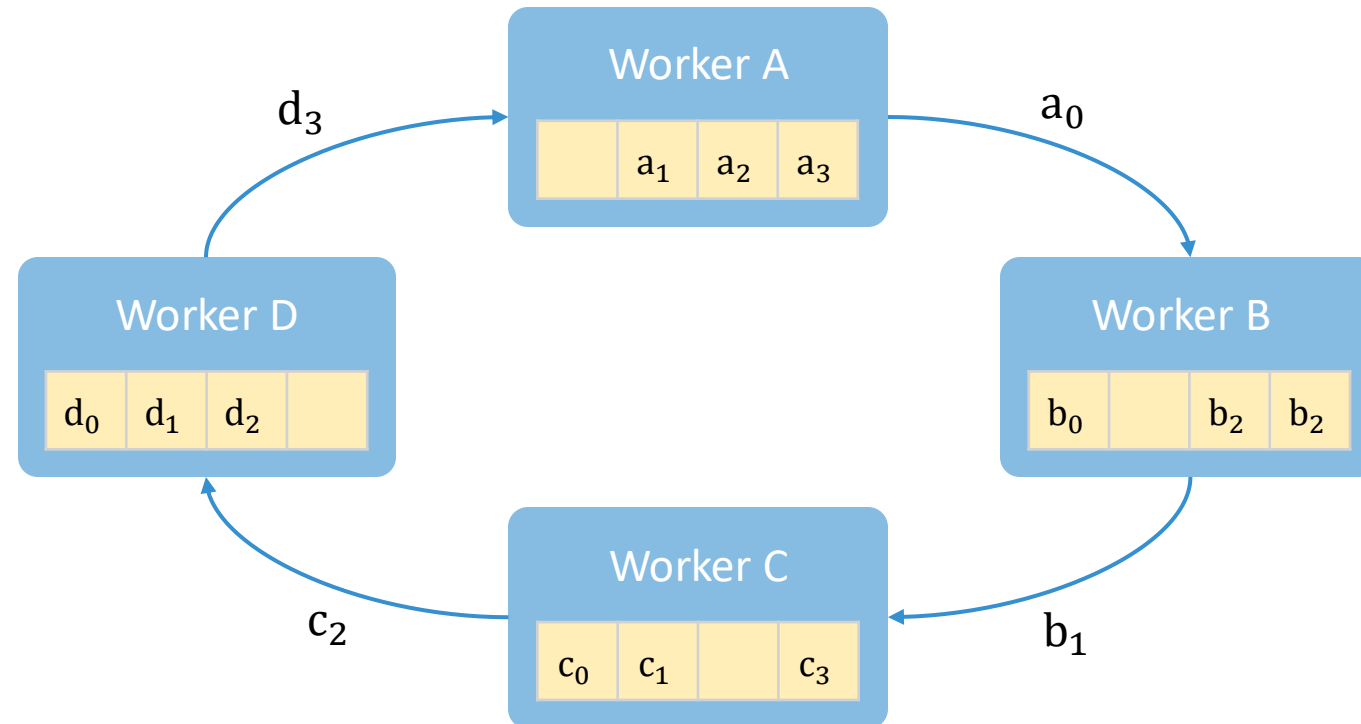 Worker A
a₁ a₂ a₃
d₃
a₀
Worker D
d₀ d₁ d₂
Worker B
b₀ b₂ b₂
Worker C
c₀ c₁ c₃
c₂
b₁